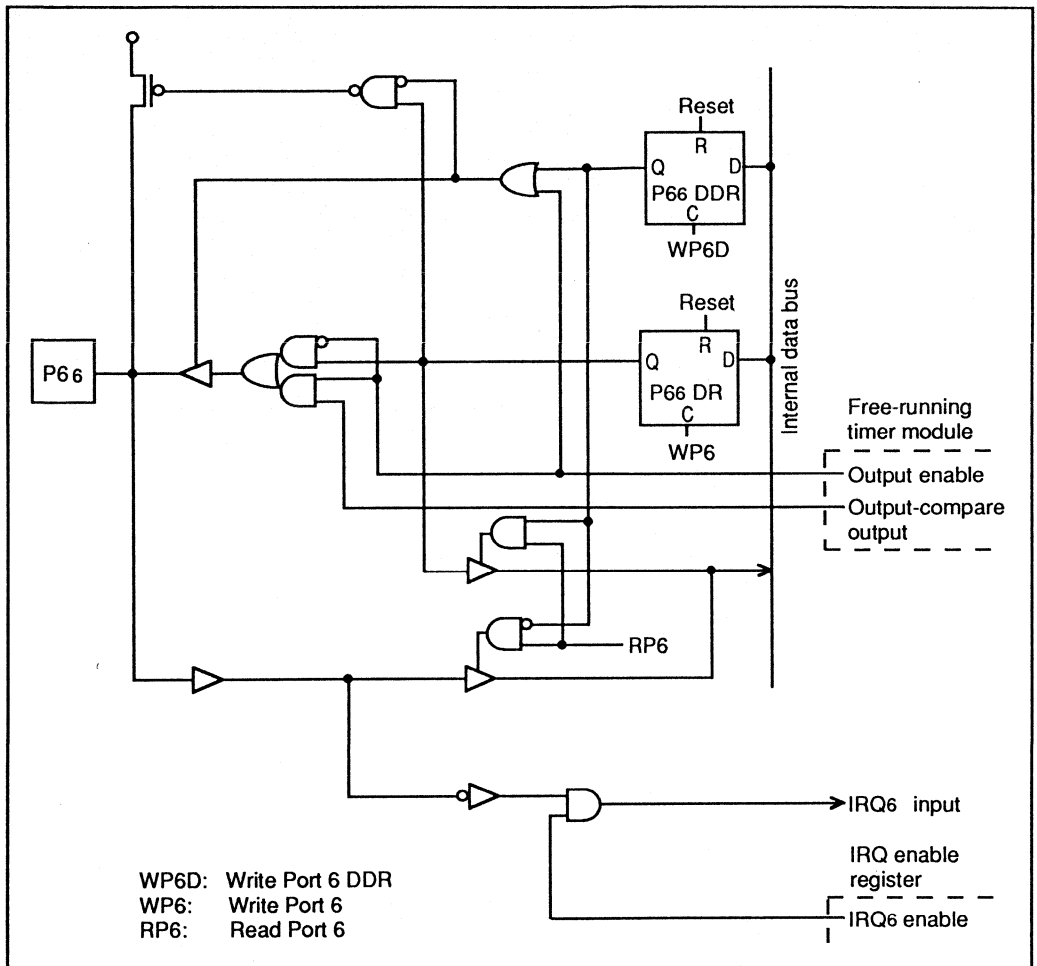 Reset
R
Q
D
P66 DDR
C
WP6D
Reset
R
Q
D
P66 DR
C
WP6
Internal data bus
P66
Free-running
timer module
Output enable
Output-compare
output
RP6
IRQ6 input
IRQ enable
register
IRQ6 enable
WP6D: Write Port 6 DDR
WP6: Write Port 6
RP6: Read Port 6